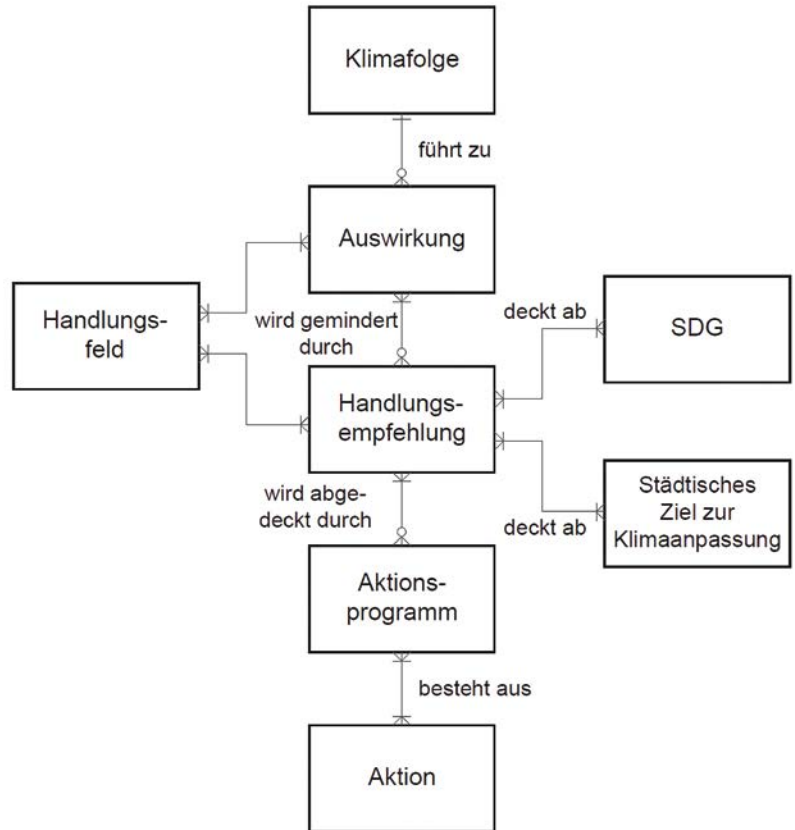 Klimafolge
führt zu
Auswirkung
Handlungs-
feld
wird gemindert
durch
deckt ab
SDG
Handlungs-
empfehlung
wird abge-
deckt durch
deckt ab
Städtisches
Ziel zur
Klimaanpassung
Aktions-
programm
besteht aus
Aktion